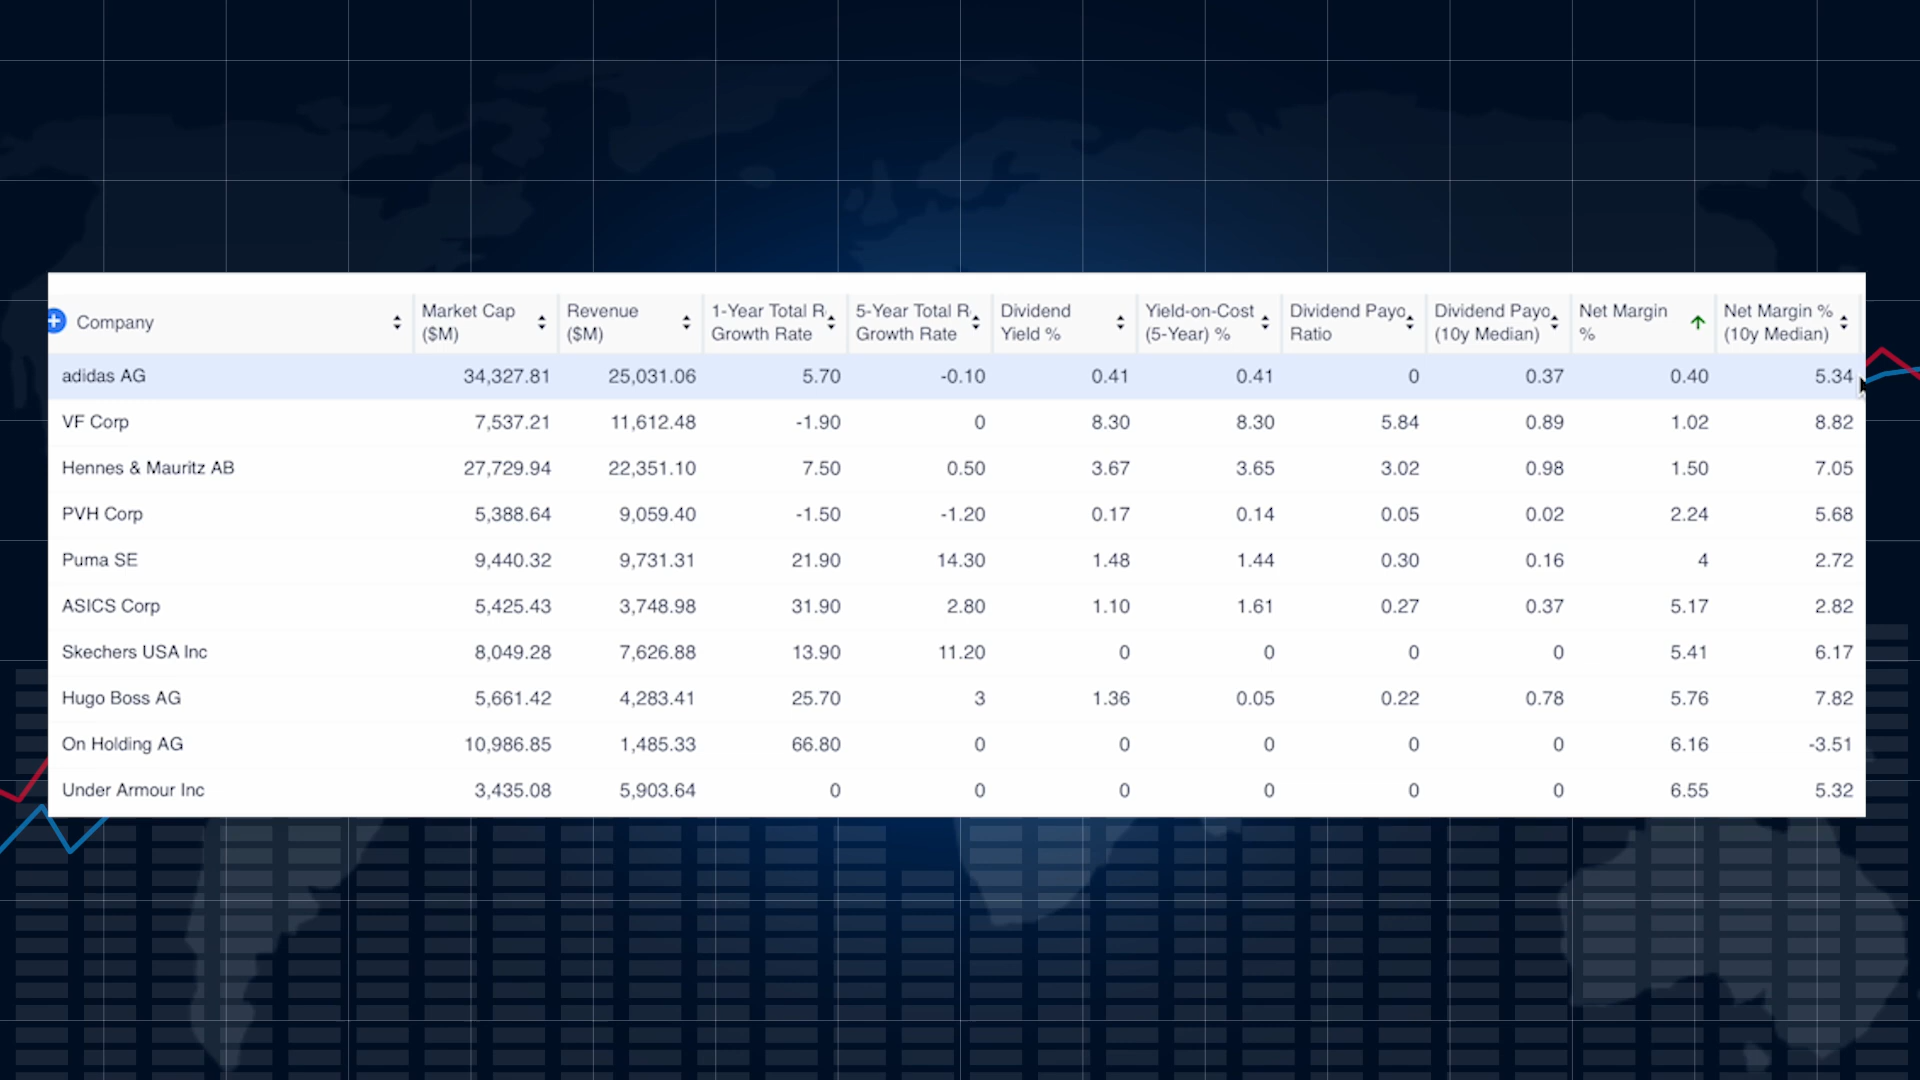 Company Market Cap ($M) Revenue ($M) 1-Year Total R Growth Rate 5-Year Total R Growth Rate Dividend Yield % Yield-on-Cost (5-Year) % Dividend Payo Ratio Dividend Payo (10y Median) Net Margin % Net Margin % (10y Median)
adidas AG 34,327.81 25,031.06 5.70 -0.10 0.41 0.41 0 0.37 0.40 5.34
VF Corp 7,537.21 11,612.48 -1.90 0 8.30 8.30 5.84 0.89 1.02 8.82
Hennes & Mauritz AB 27,729.94 22,351.10 7.50 0.50 3.67 3.65 3.02 0.98 1.50 7.05
PVH Corp 5,388.64 9,059.40 -1.50 -1.20 0.17 0.14 0.05 0.02 2.24 5.68
Puma SE 9,440.32 9,731.31 21.90 14.30 1.48 1.44 0.30 0.16 4 2.72
ASICS Corp 5,425.43 3,748.98 31.90 2.80 1.10 1.61 0.27 0.37 5.17 2.82
Skechers USA Inc 8,049.28 7,626.88 13.90 11.20 0 0 0 0 5.41 6.17
Hugo Boss AG 5,661.42 4,283.41 25.70 3 1.36 0.05 0.22 0.78 5.76 7.82
On Holding AG 10,986.85 1,485.33 66.80 0 0 0 0 0 6.16 -3.51
Under Armour Inc 3,435.08 5,903.64 0 0 0 0 0 0 6.55 5.32